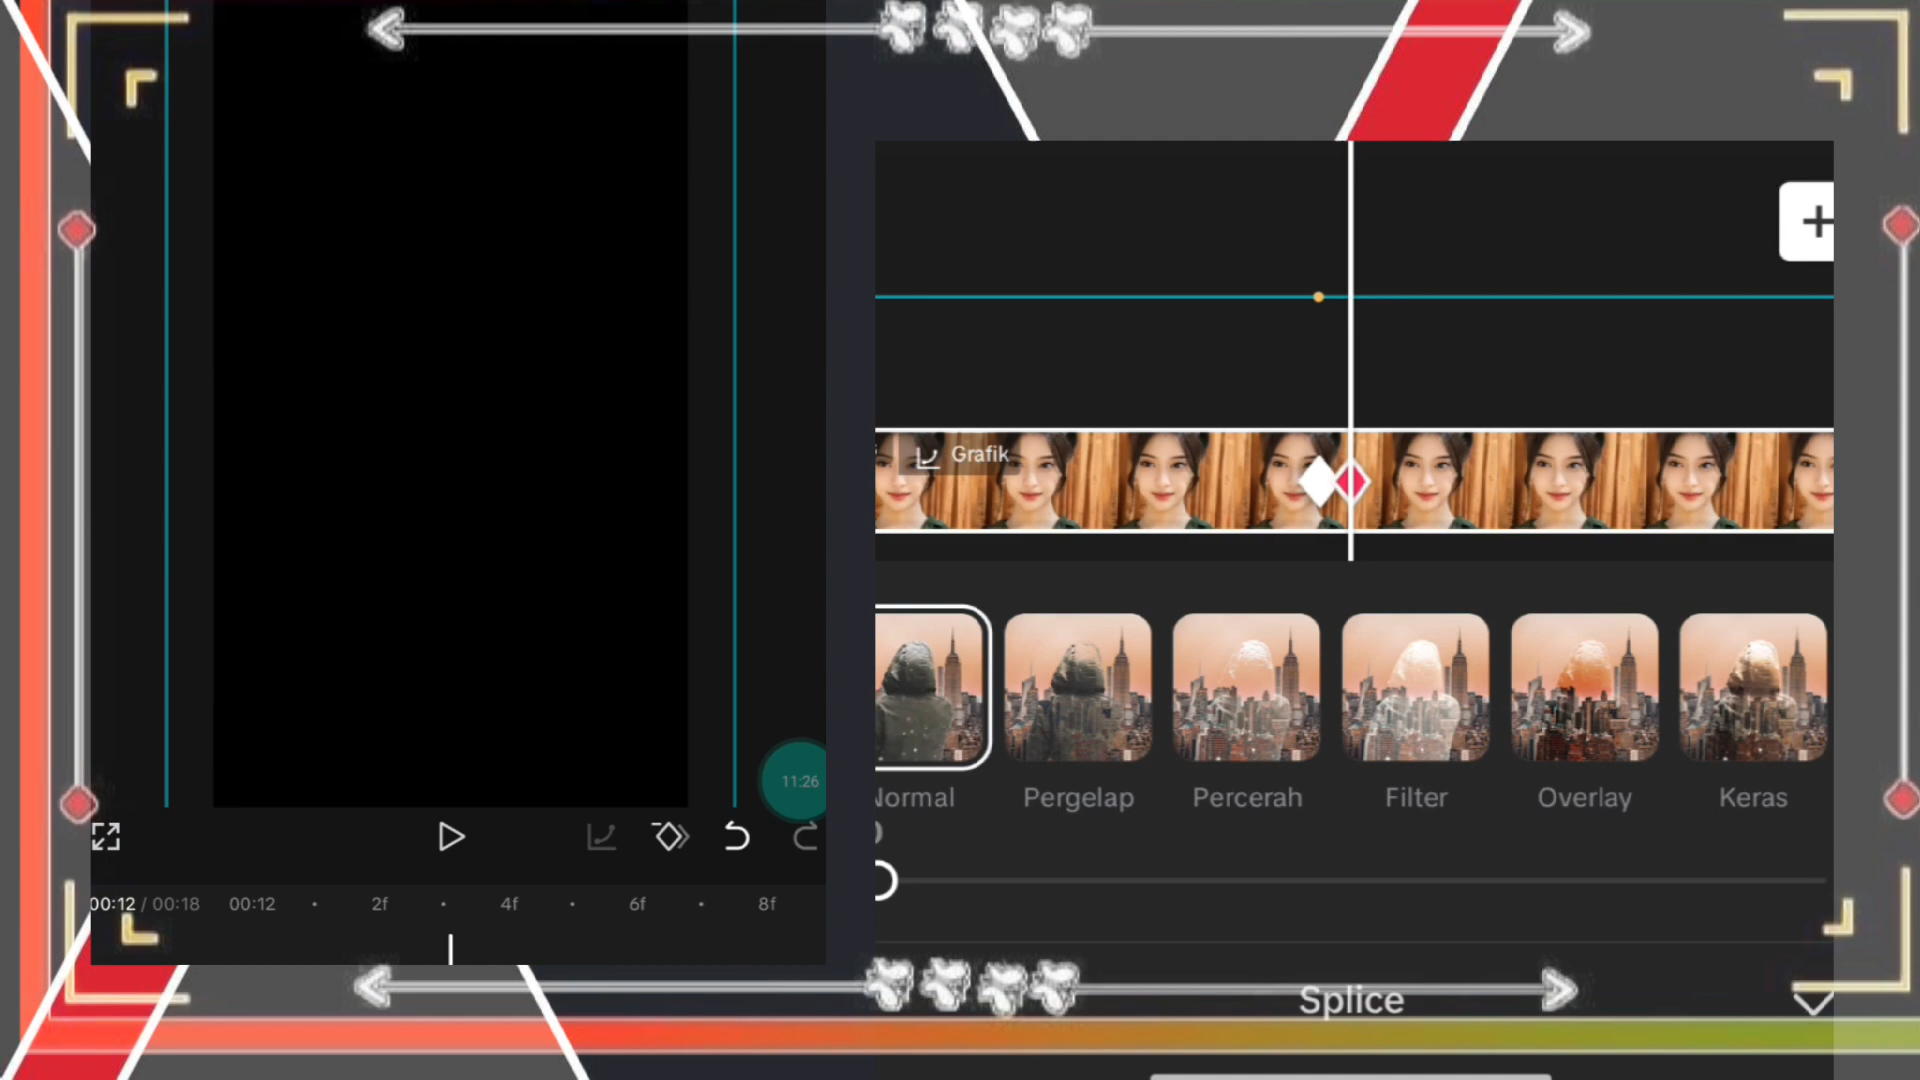 11:26
00:12 / 00:18 00:12 2f 4f 6f 8f
Grafik
Normal Pergelap Percerah Filter Overlay Keras
Splice